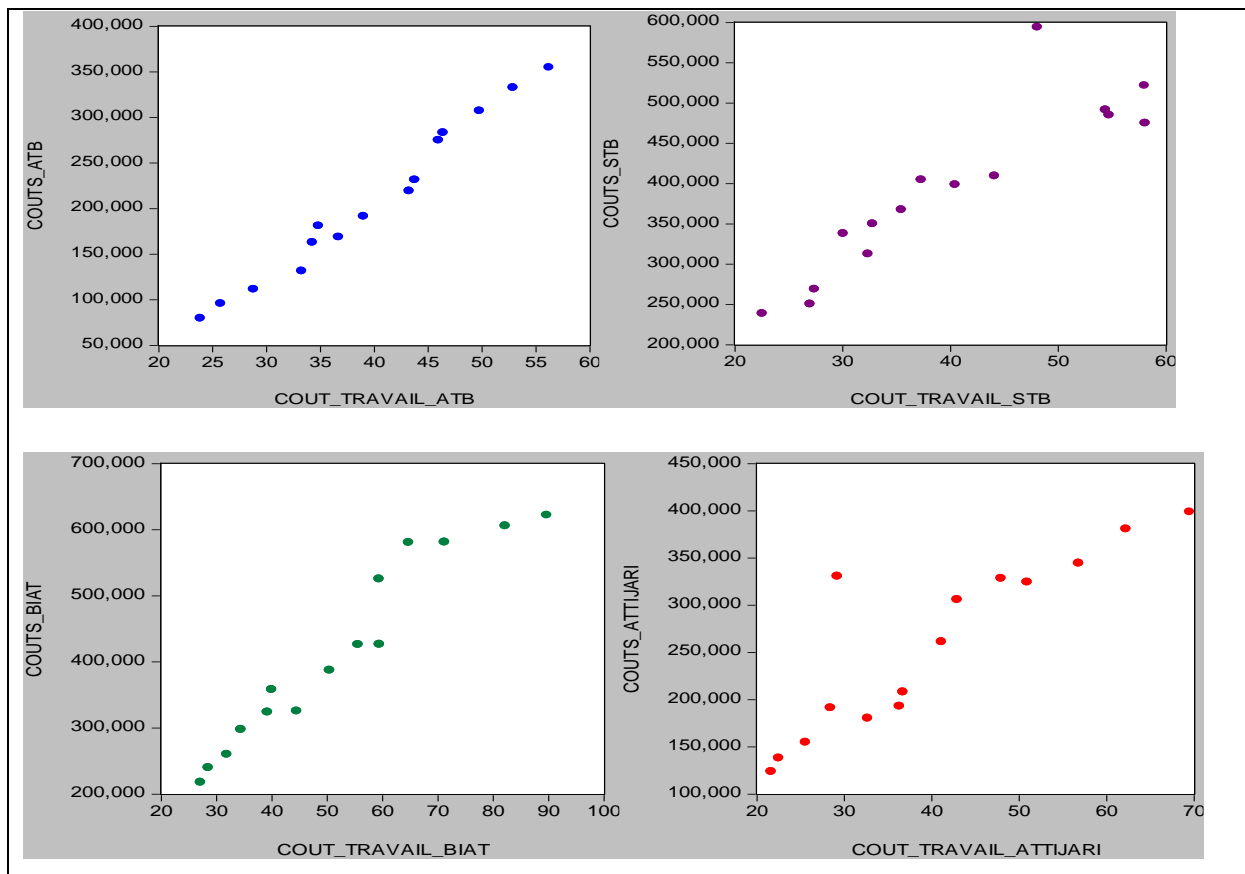 400,000
350,000
300,000
250,000
200,000
150,000
100,000
50,000
20 25 30 35 40 45 50 55 60
COUTS_ATB
COUT_TRAVAIL_ATB
600,000
550,000
500,000
450,000
400,000
350,000
300,000
250,000
200,000
20 30 40 50 60
COUTS_STB
COUT_TRAVAIL_STB
700,000
600,000
500,000
400,000
300,000
200,000
20 30 40 50 60 70 80 90 100
COUTS_BIAT
COUT_TRAVAIL_BIAT
450,000
400,000
350,000
300,000
250,000
200,000
150,000
100,000
20 30 40 50 60 70
COUTS_ATTIJARI
COUT_TRAVAIL_ATTIJARI